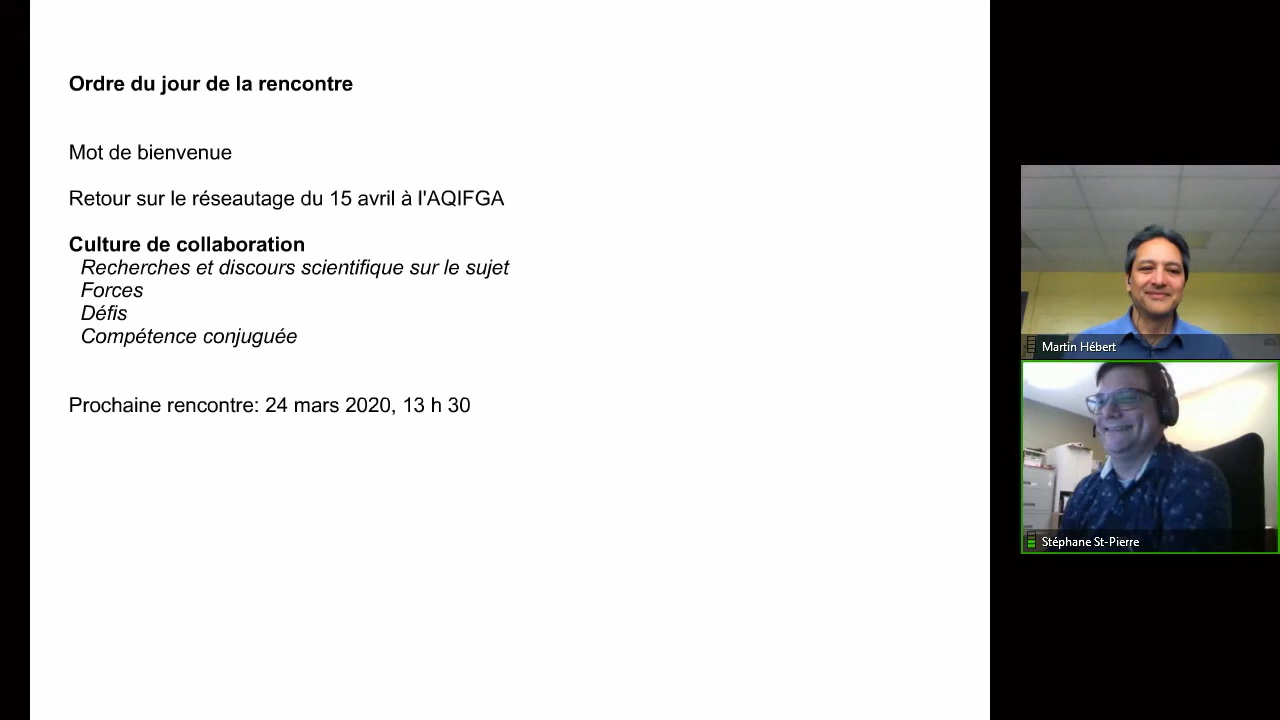 Ordre du jour de la rencontre
Mot de bienvenue
Retour sur le réseautage du 15 avril à l'AQIFGA
Culture de collaboration
Recherches et discours scientifique sur le sujet
Forces
Défis
Compétence conjuguée
Prochaine rencontre: 24 mars 2020, 13 h 30
Martin Hébert
Stéphane St-Pierre